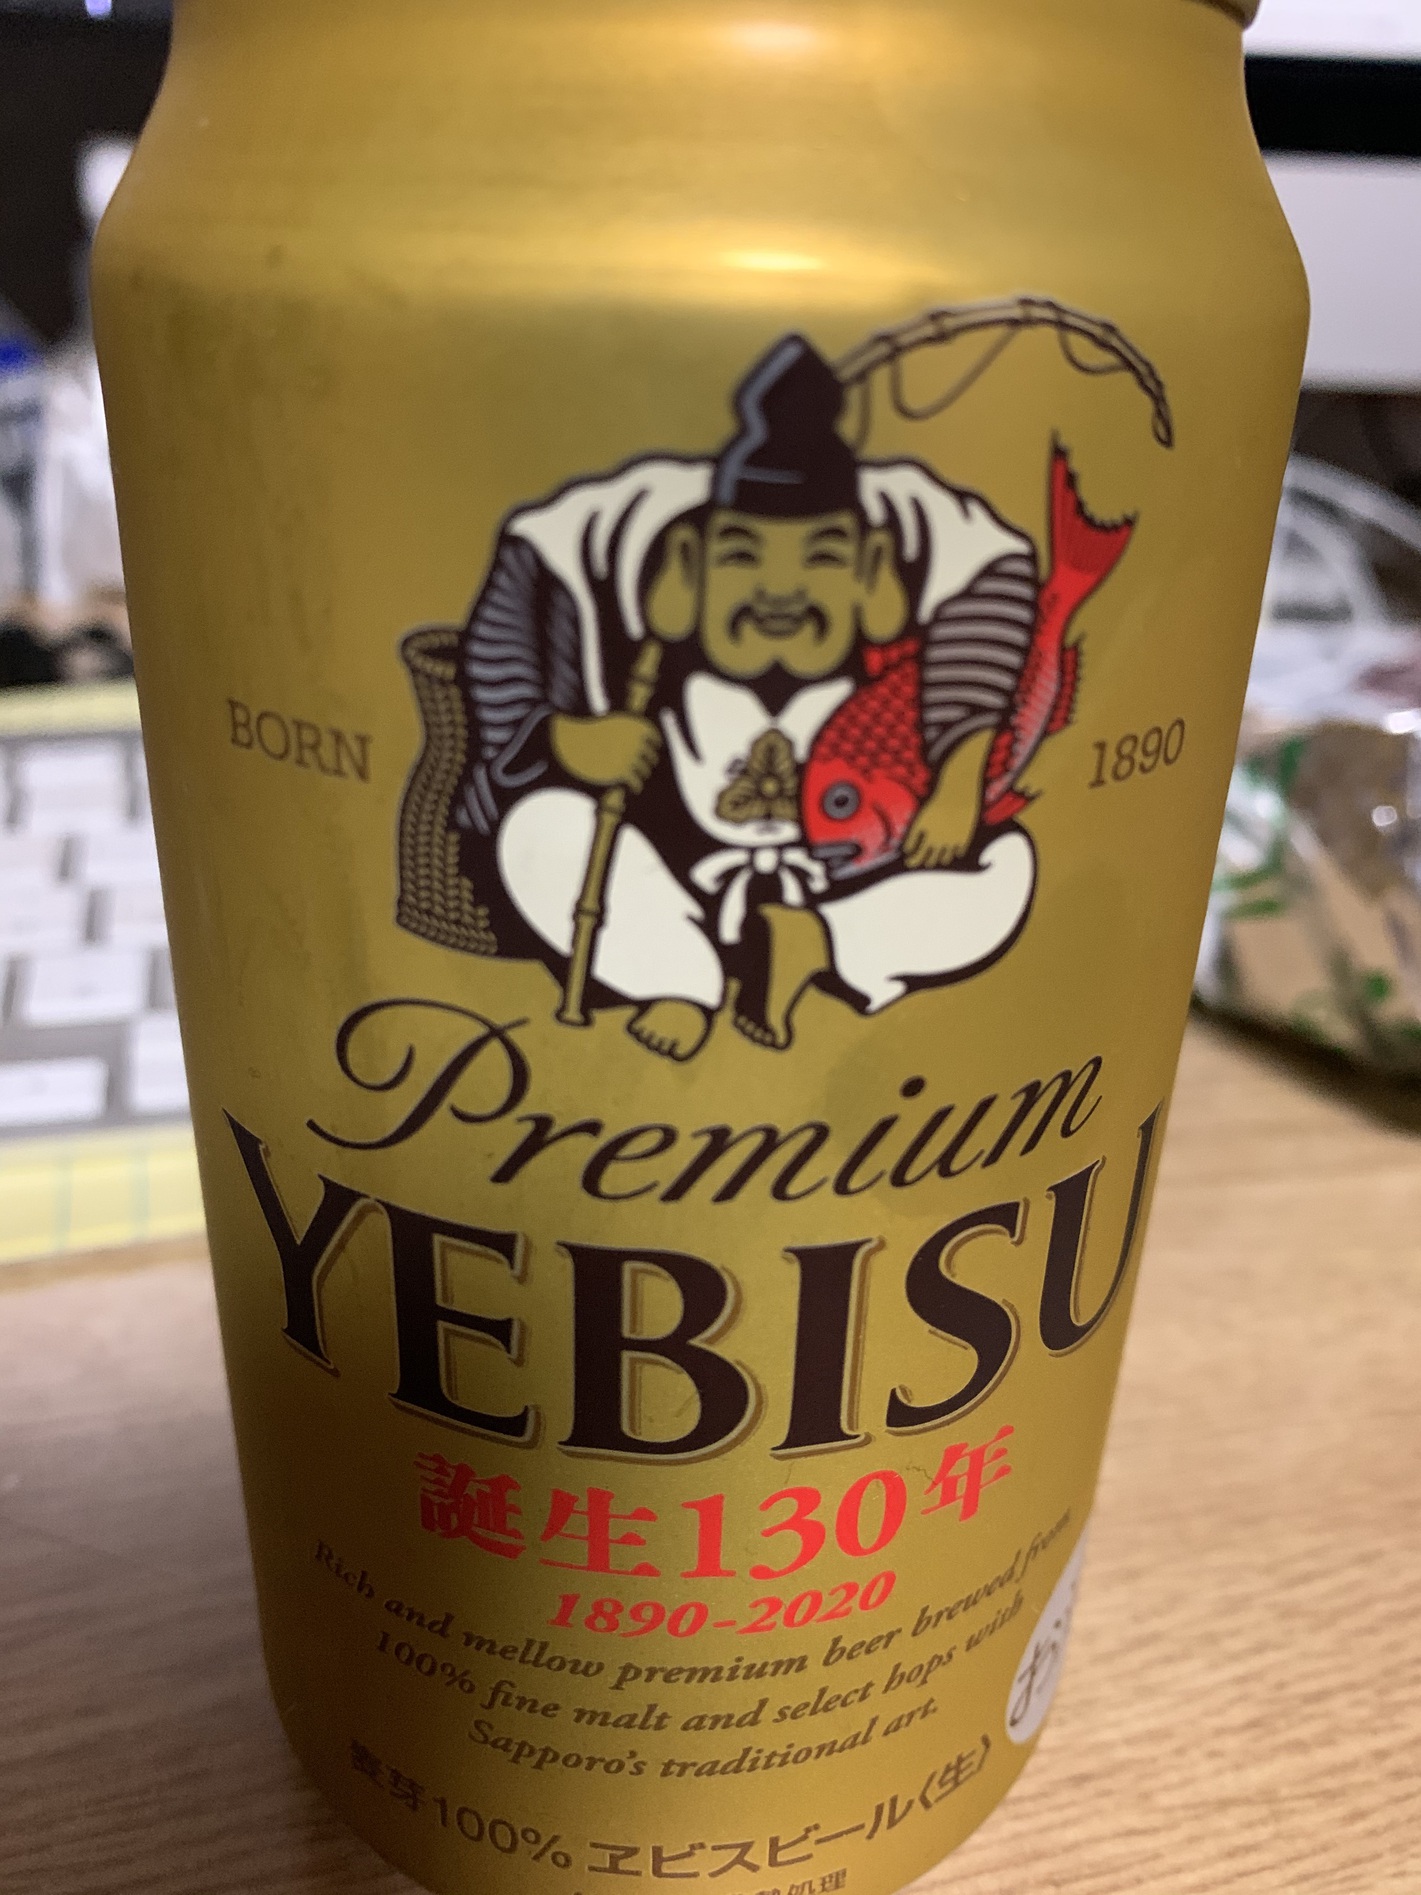 BORN 1890
Premium
YEBISU
誕生130年
1890-2020
Rich and mellow premium beer brewed from
100% fine malt and select hops with
Sapporo's traditional art.
麦芽100% ヱビスビール〈生〉
処理